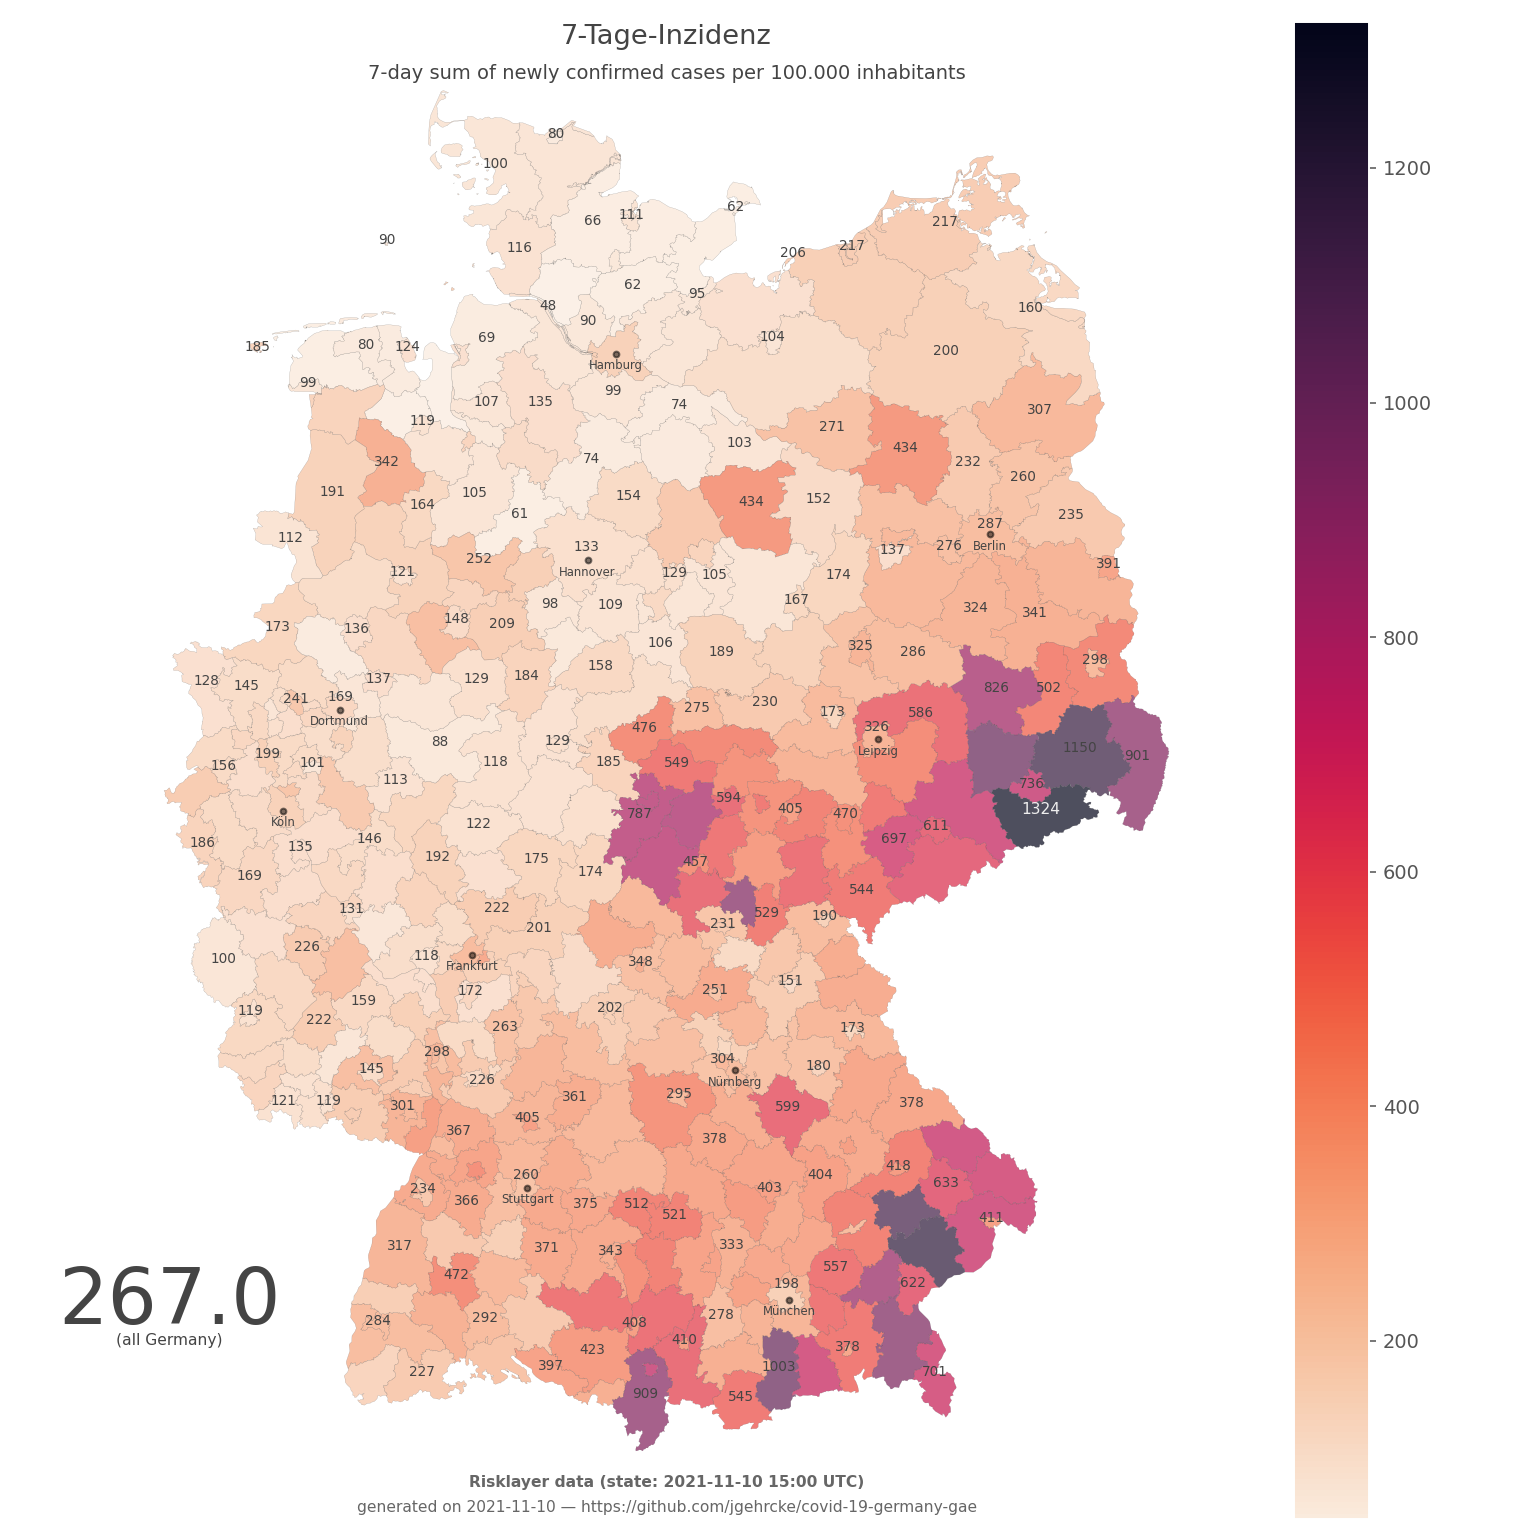 7-Tage-Inzidenz
7-day sum of newly confirmed cases per 100.000 inhabitants
80
100
1200
62
66 111
217
90 116
217
206
62
95
48
160
90
69 104
185 80 124
Hamburg
200
99 99
107 135 74 1000
307
119
271
103
434
74 342 232
260
191 105 154 434 152
164
61 235
287
112
133 276 Berlin
137
252 391
Hannover
121 129 105 174
98 109 167 324
341
148
173 136 209 800
106 325
189 286
158 298
184
128 137 129 826 502
145
241 169 275 230
173 586
Dortmund 476 326
88 129 1150
Leipzig 901
199 118 185 549
156 101
113 736
594
405 1324
787 470
Köln 122 611
186 146 697
135
192 175 457
169 174 600
544
222
131 529
190
201 231
226 118
100 Frankfurt 348
151
172 251
159
119 202
222
263 173
298 304
145 180
Nürnberg
226
295
361
121 119 301 599 378
400
405
367
378
418
260 404
633
234 403
Stuttgart
366 375 512
521
411
317 371 343 333
472 557
267.0 198 622
München
278
284 292 408
(all Germany) 410 200
423 378
397 1003
227 701
909 545
Risklayer data (state: 2021-11-10 15:00 UTC)
generated on 2021-11-10 — https://github.com/jgehrcke/covid-19-germany-gae